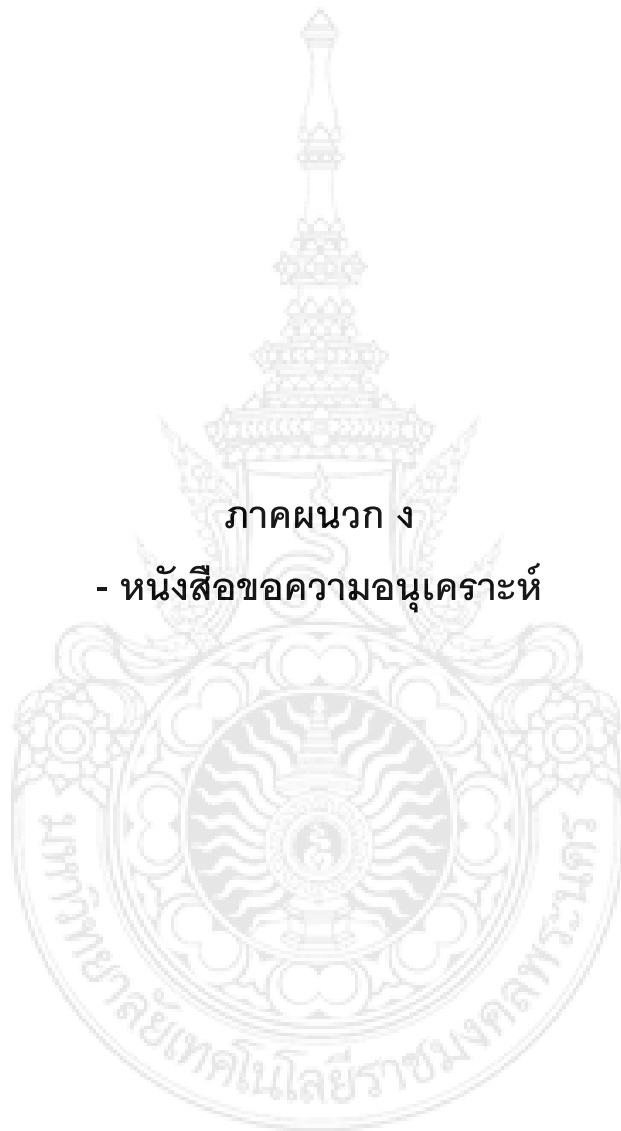 ภาคผนวก ง
- หนังสือขอความอนุเคราะห์
มหาวิทยาลัยเทคโนโลยีราชมงคลพระนคร